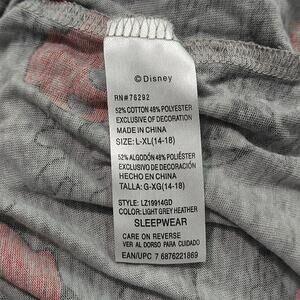 ©Disney
RN#76292
52% COTTON 48% POLYESTER
EXCLUSIVE OF DECORATION
MADE IN CHINA
SIZE: L-XL(14-18)
52% ALGODÓN 48% POLIÉSTER
EXCLUSIVO DE DECORACIÓN
HECHO EN CHINA
TALLA: G-XG(14-18)
STYLE: LZ19914GD
COLOR: LIGHT GREY HEATHER
SLEEPWEAR
CARE ON REVERSE
VER AL DORSO PARA CUIDADO
EAN/UPC 7 6876221869